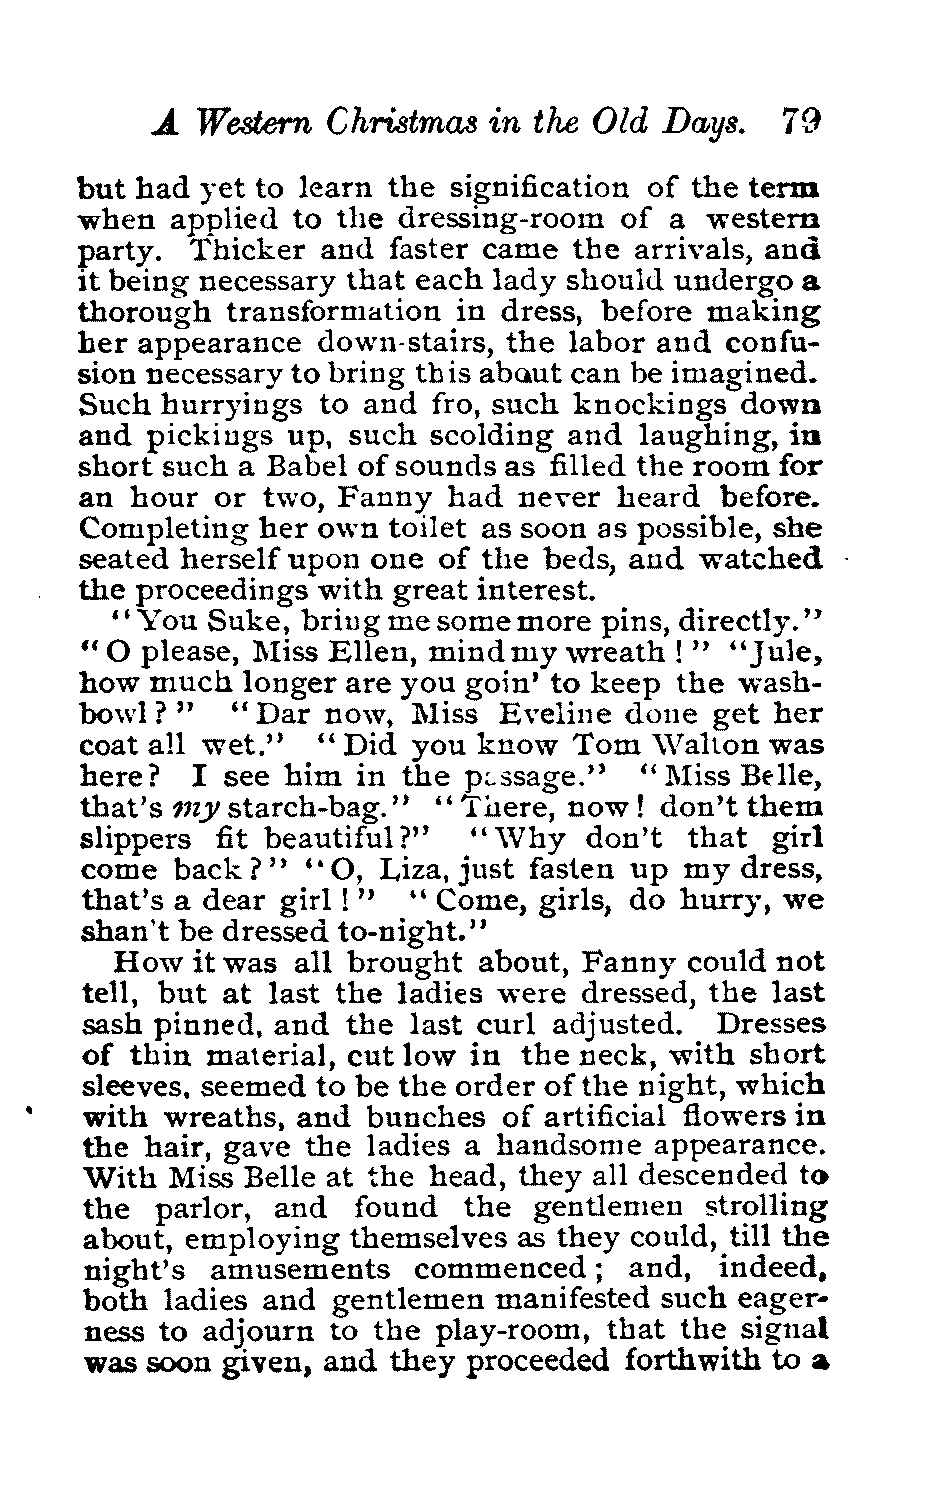 A Western Christmas in the Old Days. 79
but had yet to learn the signification of the term
when applied to the dressing-room of a western
party. Thicker and faster came the arrivals, and
it being necessary that each lady should undergo a
thorough transformation in dress, before making
her appearance down-stairs, the labor and confu-
sion necessary to bring this about can be imagined.
Such hurryings to and fro, such knockings down
and pickings up, such scolding and laughing, in
short such a Babel of sounds as filled the room for
an hour or two, Fanny had never heard before.
Completing her own toilet as soon as possible, she
seated herself upon one of the beds, and watched
the proceedings with great interest.
"You Suke, bring me some more pins, directly."
"O please, Miss Ellen, mind my wreath!" "Jule,
how much longer are you goin' to keep the wash-
bowl?" "Dar now, Miss Eveline done get her
coat all wet." "Did you know Tom Walton was
here? I see him in the passage." "Miss Belle,
that's my starch-bag." "There, now! don't them
slippers fit beautiful?" "Why don't that girl
come back?" "O, Liza, just fasten up my dress,
that's a dear girl!" "Come, girls, do hurry, we
shan't be dressed to-night."
How it was all brought about, Fanny could not
tell, but at last the ladies were dressed, the last
sash pinned, and the last curl adjusted. Dresses
of thin material, cut low in the neck, with short
sleeves, seemed to be the order of the night, which
with wreaths, and bunches of artificial flowers in
the hair, gave the ladies a handsome appearance.
With Miss Belle at the head, they all descended to
the parlor, and found the gentlemen strolling
about, employing themselves as they could, till the
night's amusements commenced; and, indeed,
both ladies and gentlemen manifested such eager-
ness to adjourn to the play-room, that the signal
was soon given, and they proceeded forthwith to a